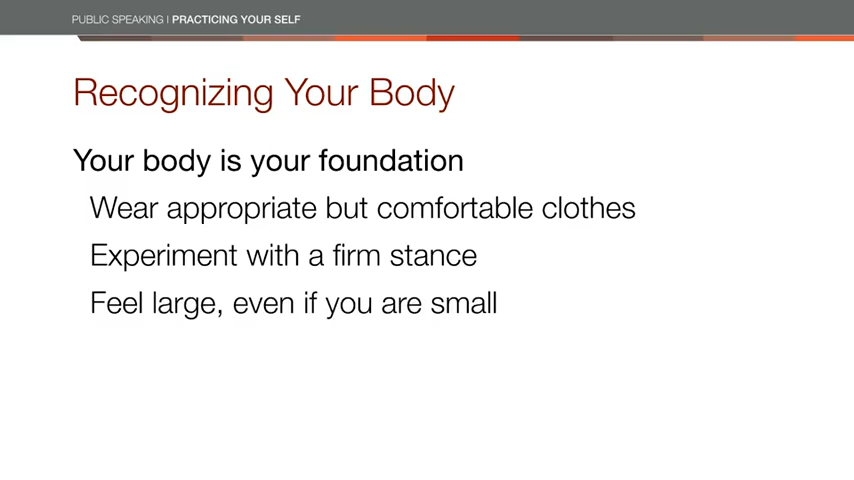 PUBLIC SPEAKING | PRACTICING YOUR SELF
Recognizing Your Body
Your body is your foundation
Wear appropriate but comfortable clothes
Experiment with a firm stance
Feel large, even if you are small